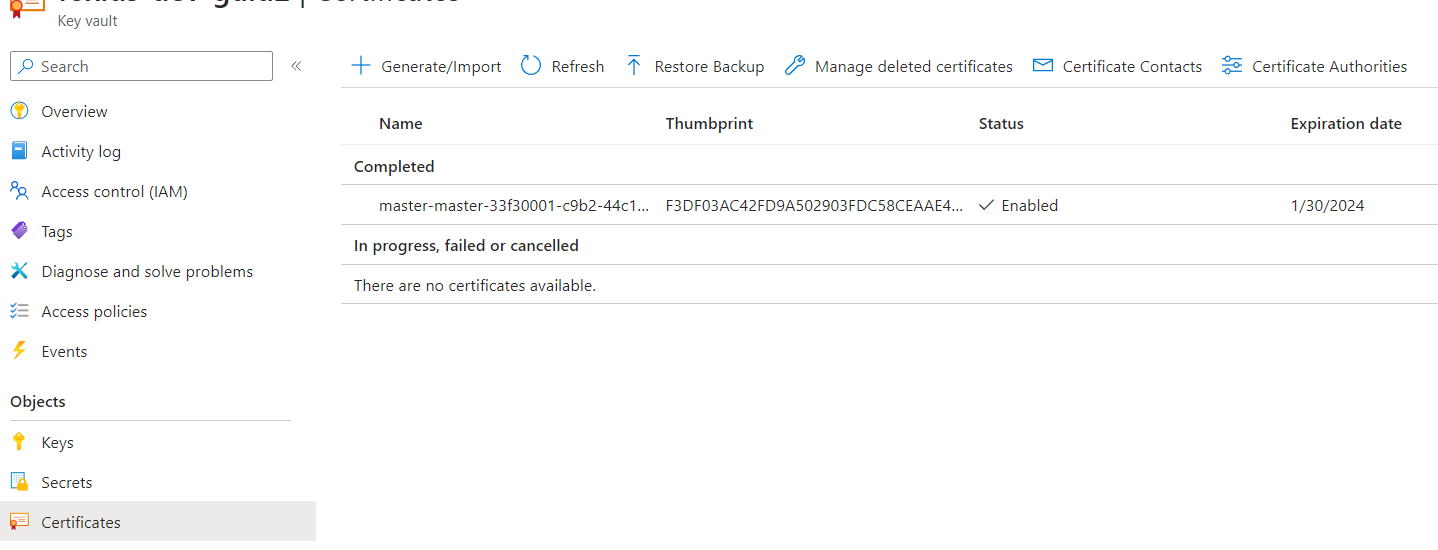 Key vault
Search
Overview
Activity log
Access control (IAM)
Tags
Diagnose and solve problems
Access policies
Events
Objects
Keys
Secrets
Certificates
Generate/Import Refresh Restore Backup Manage deleted certificates Certificate Contacts Certificate Authorities
Name Thumbprint Status Expiration date
Completed
master-master-33f30001-c9b2-44c1... F3DF03AC42FD9A502903FDC58CEAAE4... Enabled 1/30/2024
In progress, failed or cancelled
There are no certificates available.